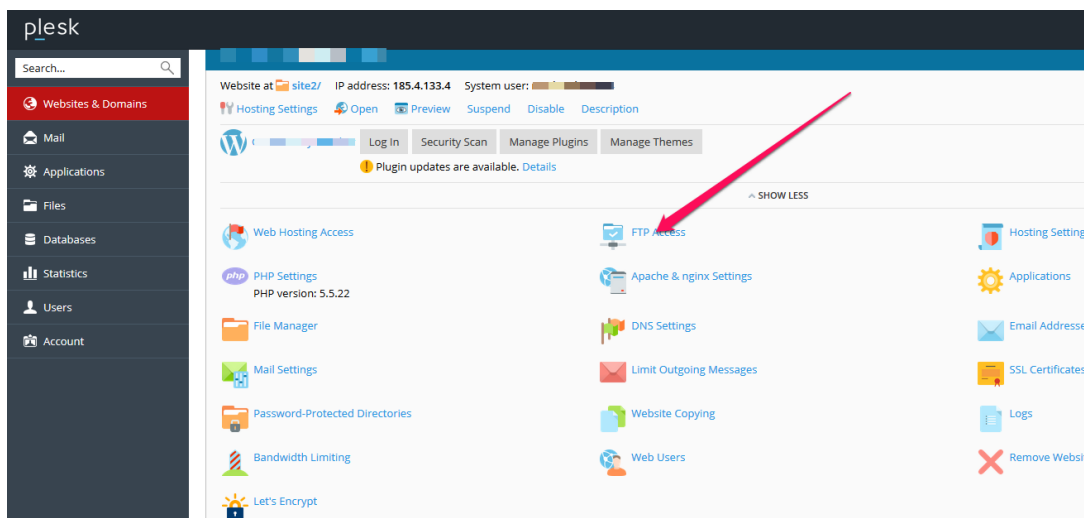 plesk
Search...
Websites & Domains
Mail
Applications
Files
Databases
Statistics
Users
Account
Website at site2/ IP address: 185.4.133.4 System user:
Hosting Settings Open Preview Suspend Disable Description
Log In Security Scan Manage Plugins Manage Themes
Plugin updates are available. Details
SHOW LESS
Web Hosting Access FTP Access Hosting Setting
php PHP Settings Apache & nginx Settings Applications
PHP version: 5.5.22
File Manager DNS Settings Email Addresse
Mail Settings Limit Outgoing Messages SSL Certificates
Password-Protected Directories Website Copying Logs
Bandwidth Limiting Web Users Remove Websi
Let's Encrypt